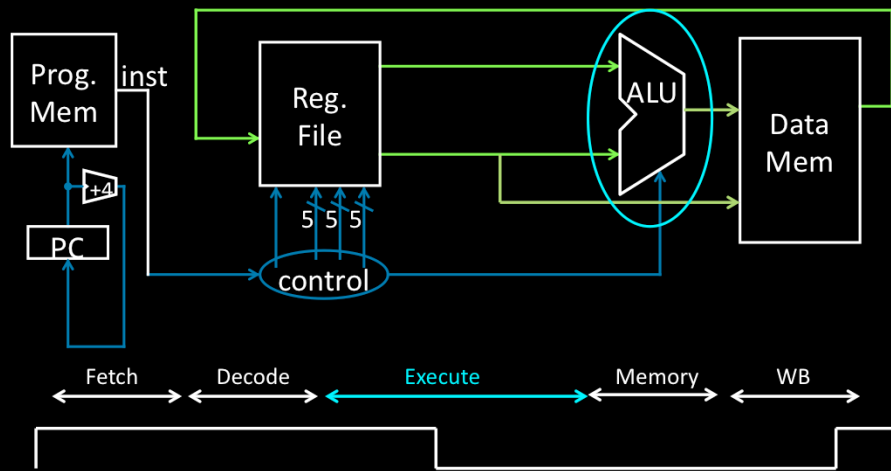 Prog.
Mem
inst
Reg.
File
ALU
Data
Mem
+4
PC
5 5 5
control
Fetch Decode Execute Memory WB